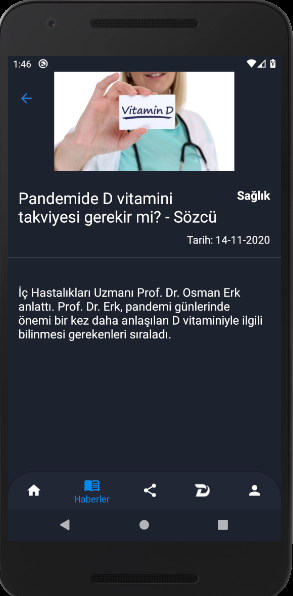 1:46
Vitamin D
Pandemide D vitamini
takviyesi gerekir mi? - Sözcü
Sağlık
Tarih: 14-11-2020
İç Hastalıkları Uzmanı Prof. Dr. Osman Erk
anlattı. Prof. Dr. Erk, pandemi günlerinde
önemi bir kez daha anlaşılan D vitaminiyle ilgili
bilinmesi gerekenleri sıraladı.
Haberler